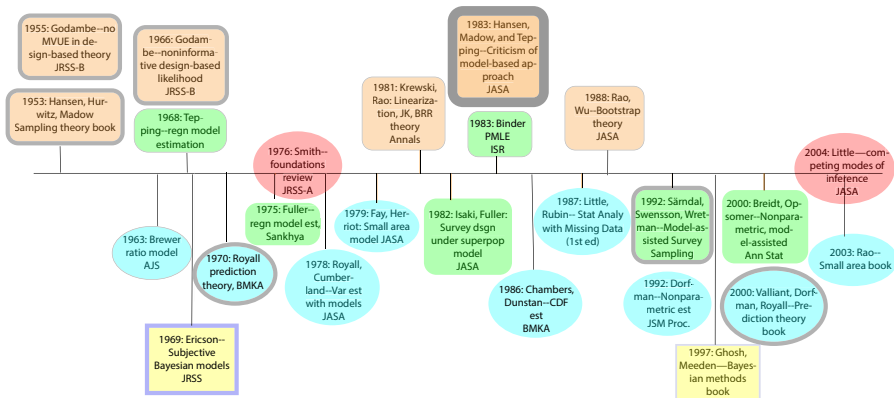 1955: Godambe--no
MVUE in de-
sign-based theory
JRSS-B
1966: Godam-
be--noninforma-
tive design-based
likelihood
JRSS-B
1953: Hansen, Hur-
witz, Madow
Sampling theory book
1968: Tep-
ping--regn model
estimation
1976: Smith--
foundations
review
JRSS-A
1981: Krewski,
Rao: Lineariza-
tion, JK, BRR
theory
Annals
1983: Hansen,
Madow, and Tep-
ping--Criticism of
model-based ap-
proach
JASA
1983: Binder
PMLE
ISR
1988: Rao,
Wu--Bootstrap
theory
JASA
2004: Little—com-
peting modes of
inference
JASA
1963: Brewer
ratio model
AJS
1970: Royall
prediction
theory, BMKA
1975: Fuller--
regn model est,
Sankhya
1978: Royall,
Cumber-
land--Var est
with models
JASA
1979: Fay, Her-
riot: Small area
model JASA
1982: Isaki, Fuller:
Survey dsgn
under superpop
model
JASA
1986: Chambers,
Dunstan--CDF
est
BMKA
1987: Little,
Rubin-- Stat Analy
with Missing Data
(1st ed)
1992: Särndal,
Swensson, Wret-
man--Model-as-
sisted Survey
Sampling
1992: Dorf-
man--Nonpara-
metric est
JSM Proc.
2000: Breidt, Op-
somer--Nonpara-
metric, mod-
el-assisted
Ann Stat
2000: Valliant, Dorf-
man, Royall--Pre-
diction theory
book
2003: Rao--
Small area book
1969: Ericson--
Subjective
Bayesian models
JRSS
1997: Ghosh,
Meeden—Bayes-
ian methods
book